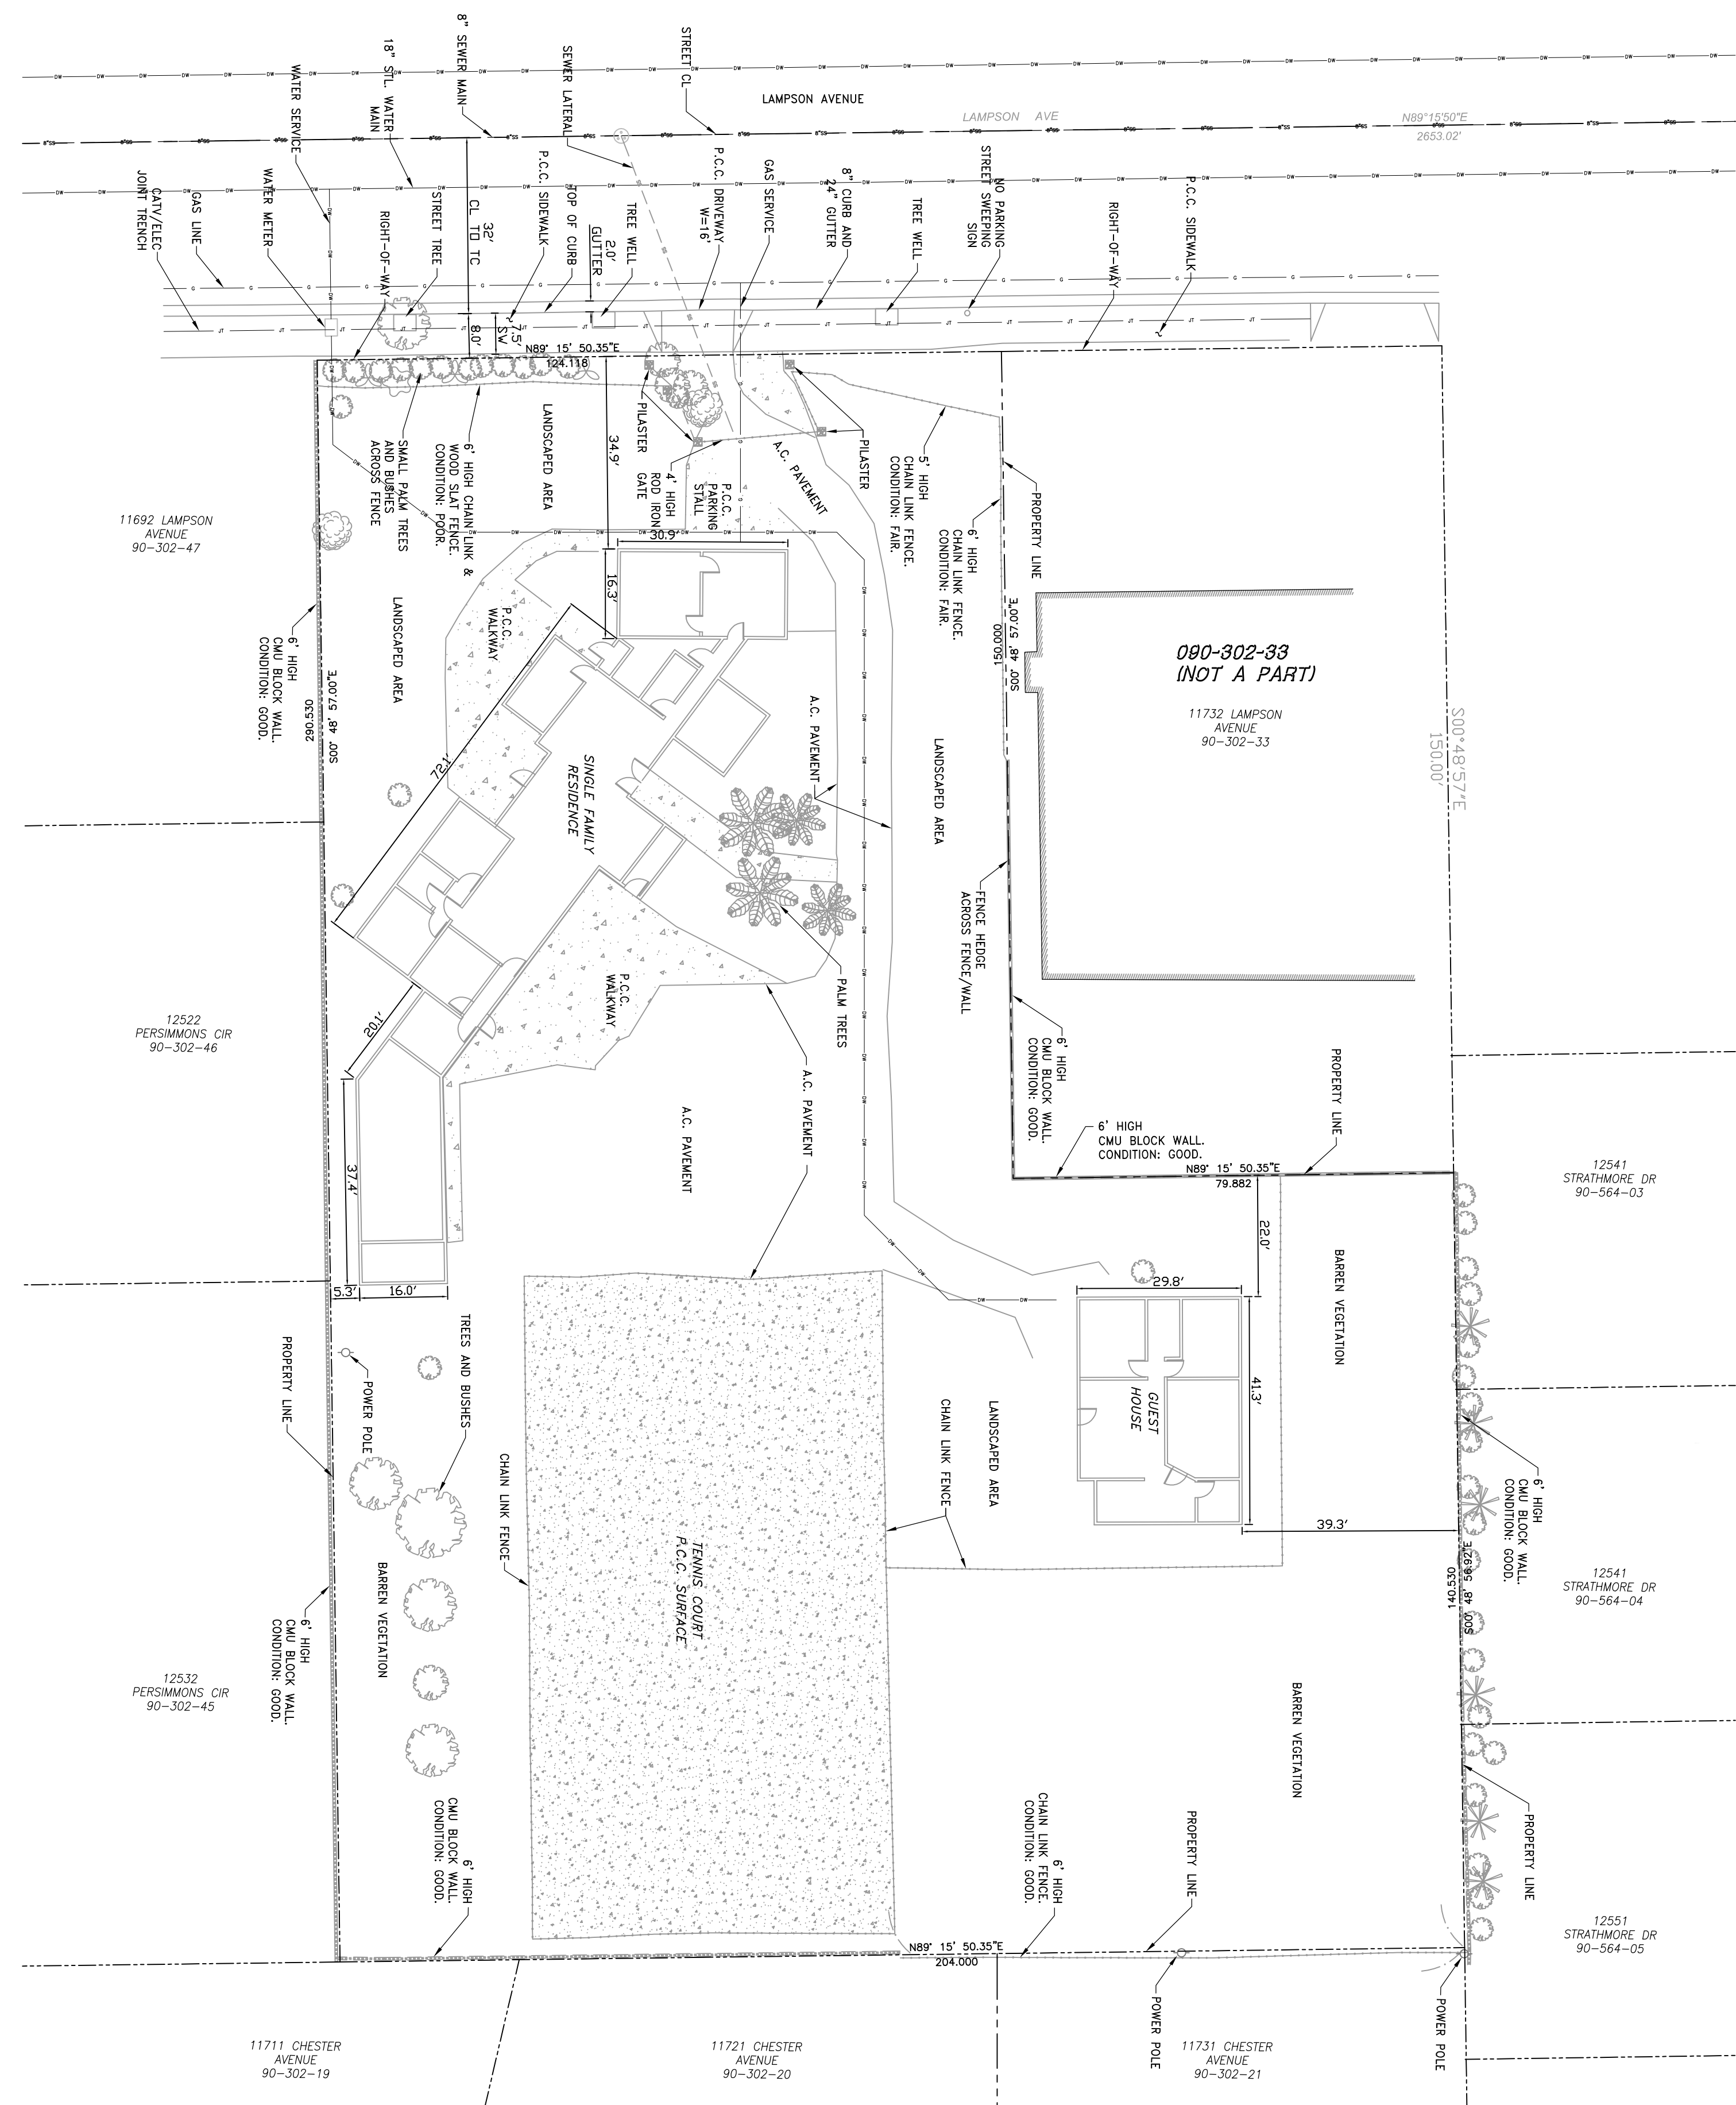 STREET CL
8" SEWER MAIN
18" STL. WATER
MAIN
SEWER LATERAL
WATER SERVICE
LAMPSON AVENUE
LAMPSON AVE
N89°15'50"E
2653.02'
JOINT TRENCH
CATV/ELEC
GAS LINE
WATER METER
RIGHT-OF-WAY
STREET TREE
32'
CL TO TC
8.0'
7.5'
SW
P.C.C. SIDEWALK
TOP OF CURB
2.0'
GUTTER
TREE WELL
P.C.C. DRIVEWAY
W=16'
GAS SERVICE
8" CURB AND
24" GUTTER
TREE WELL
NO PARKING
STREET SWEEPING
SIGN
RIGHT-OF-WAY
P.C.C. SIDEWALK
N89° 15' 50.35"E
124.118
LANDSCAPED AREA
34.9'
PILASTER
4' HIGH
ROD IRON
GATE
P.C.C.
PARKING
STALL
A.C. PAVEMENT
PILASTER
5' HIGH
CHAIN LINK FENCE.
CONDITION: FAIR.
6' HIGH
CHAIN LINK FENCE.
CONDITION: FAIR.
PROPERTY LINE
6' HIGH CHAIN LINK &
WOOD SLAT FENCE.
CONDITION: POOR.
SMALL PALM TREES
AND BUSHES
ACROSS FENCE
11692 LAMPSON
AVENUE
90-302-47
30.9'
16.3'
P.C.C.
WALKWAY
LANDSCAPED AREA
6' HIGH
CMU BLOCK WALL.
CONDITION: GOOD.
S00° 48' 57.00"E
290.530
S00° 48' 57.00"E
150.000
090-302-33
(NOT A PART)
11732 LAMPSON
AVENUE
90-302-33
S00°48'57"E
150.00'
72.1'
SINGLE FAMILY
RESIDENCE
A.C. PAVEMENT
LANDSCAPED AREA
FENCE HEDGE
ACROSS FENCE/WALL
PALM TREES
P.C.C.
WALKWAY
20.1'
12522
PERSIMMONS CIR
90-302-46
6' HIGH
CMU BLOCK WALL.
CONDITION: GOOD.
PROPERTY LINE
6' HIGH
CMU BLOCK WALL.
CONDITION: GOOD.
N89° 15' 50.35"E
79.882
A.C. PAVEMENT
A.C. PAVEMENT
12541
STRATHMORE DR
90-564-03
37.4'
5.3'
16.0'
22.0'
29.8'
BARREN VEGETATION
41.3'
GUEST
HOUSE
39.3'
TREES AND BUSHES
PROPERTY LINE
POWER POLE
CHAIN LINK FENCE
CHAIN LINK FENCE
LANDSCAPED AREA
TENNIS COURT
P.C.C. SURFACE
6' HIGH
CMU BLOCK WALL.
CONDITION: GOOD.
S00° 48' 56.92"E
140.530
12541
STRATHMORE DR
90-564-04
BARREN VEGETATION
6' HIGH
CMU BLOCK WALL.
CONDITION: GOOD.
12532
PERSIMMONS CIR
90-302-45
BARREN VEGETATION
6' HIGH
CMU BLOCK WALL.
CONDITION: GOOD.
6' HIGH
CHAIN LINK FENCE.
CONDITION: GOOD.
PROPERTY LINE
PROPERTY LINE
12551
STRATHMORE DR
90-564-05
N89° 15' 50.35"E
204.000
POWER POLE
POWER POLE
11711 CHESTER
AVENUE
90-302-19
11721 CHESTER
AVENUE
90-302-20
11731 CHESTER
AVENUE
90-302-21